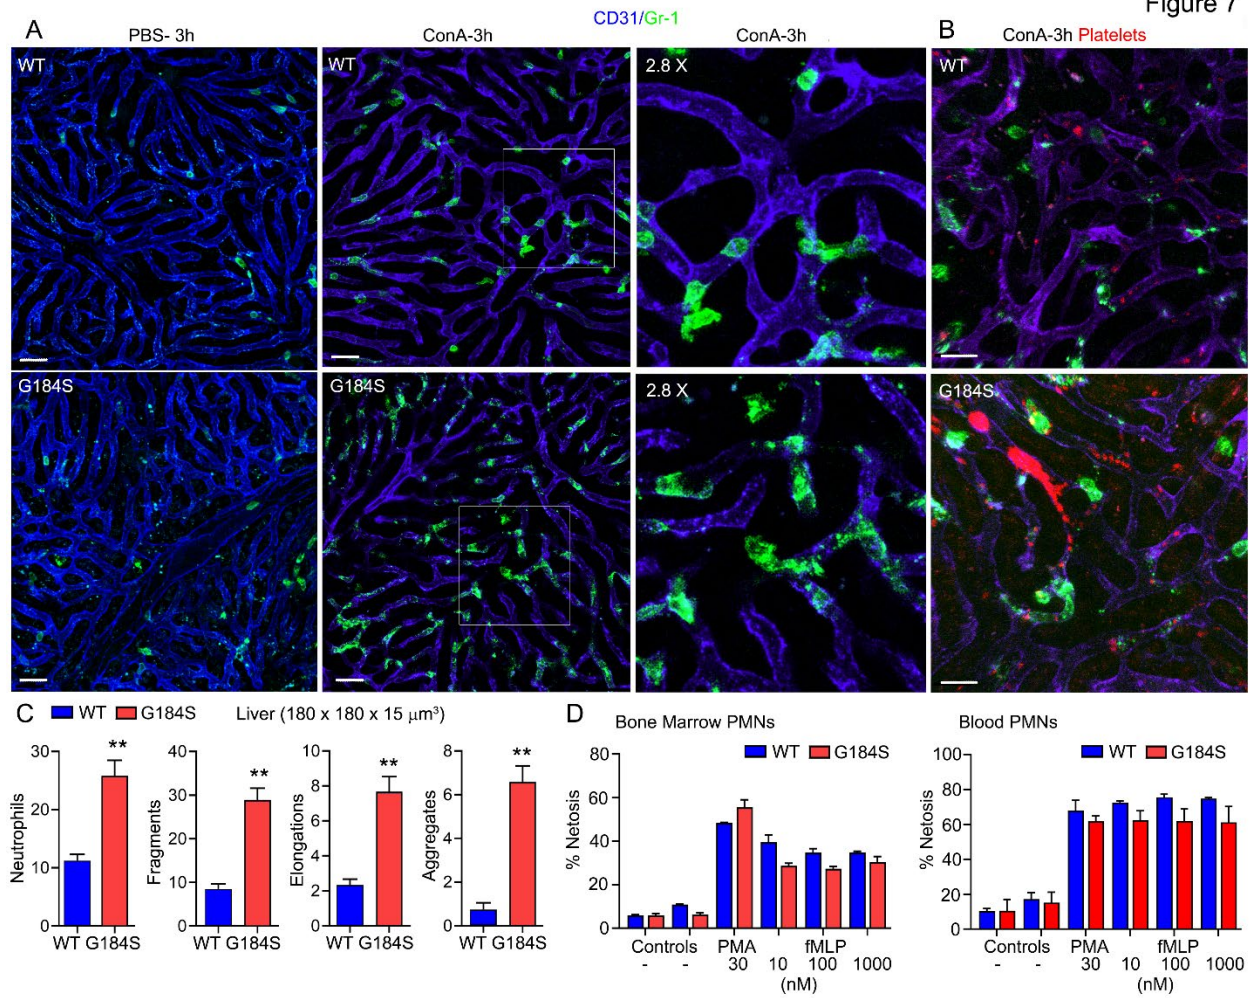 Figure 7
CD31/Gr-1
A
PBS- 3h
ConA-3h
ConA-3h
B
ConA-3h Platelets
WT
WT
2.8 X
WT
G184S
G184S
2.8 X
G184S
C
WT
G184S
Liver (180 x 180 x 15 µm³)
Neutrophils
30
20
10
0
**
WT G184S
Fragments
40
30
20
10
0
**
WT G184S
Elongations
10
8
6
4
2
0
**
WT G184S
Aggregates
8
6
4
2
0
**
WT G184S
D
Bone Marrow PMNs
WT
G184S
% Netosis
80
60
40
20
0
Controls
PMA
fMLP
-
-
30
10
100
1000
(nM)
Blood PMNs
WT
G184S
% Netosis
100
80
60
40
20
0
Controls
PMA
fMLP
-
-
30
10
100
1000
(nM)